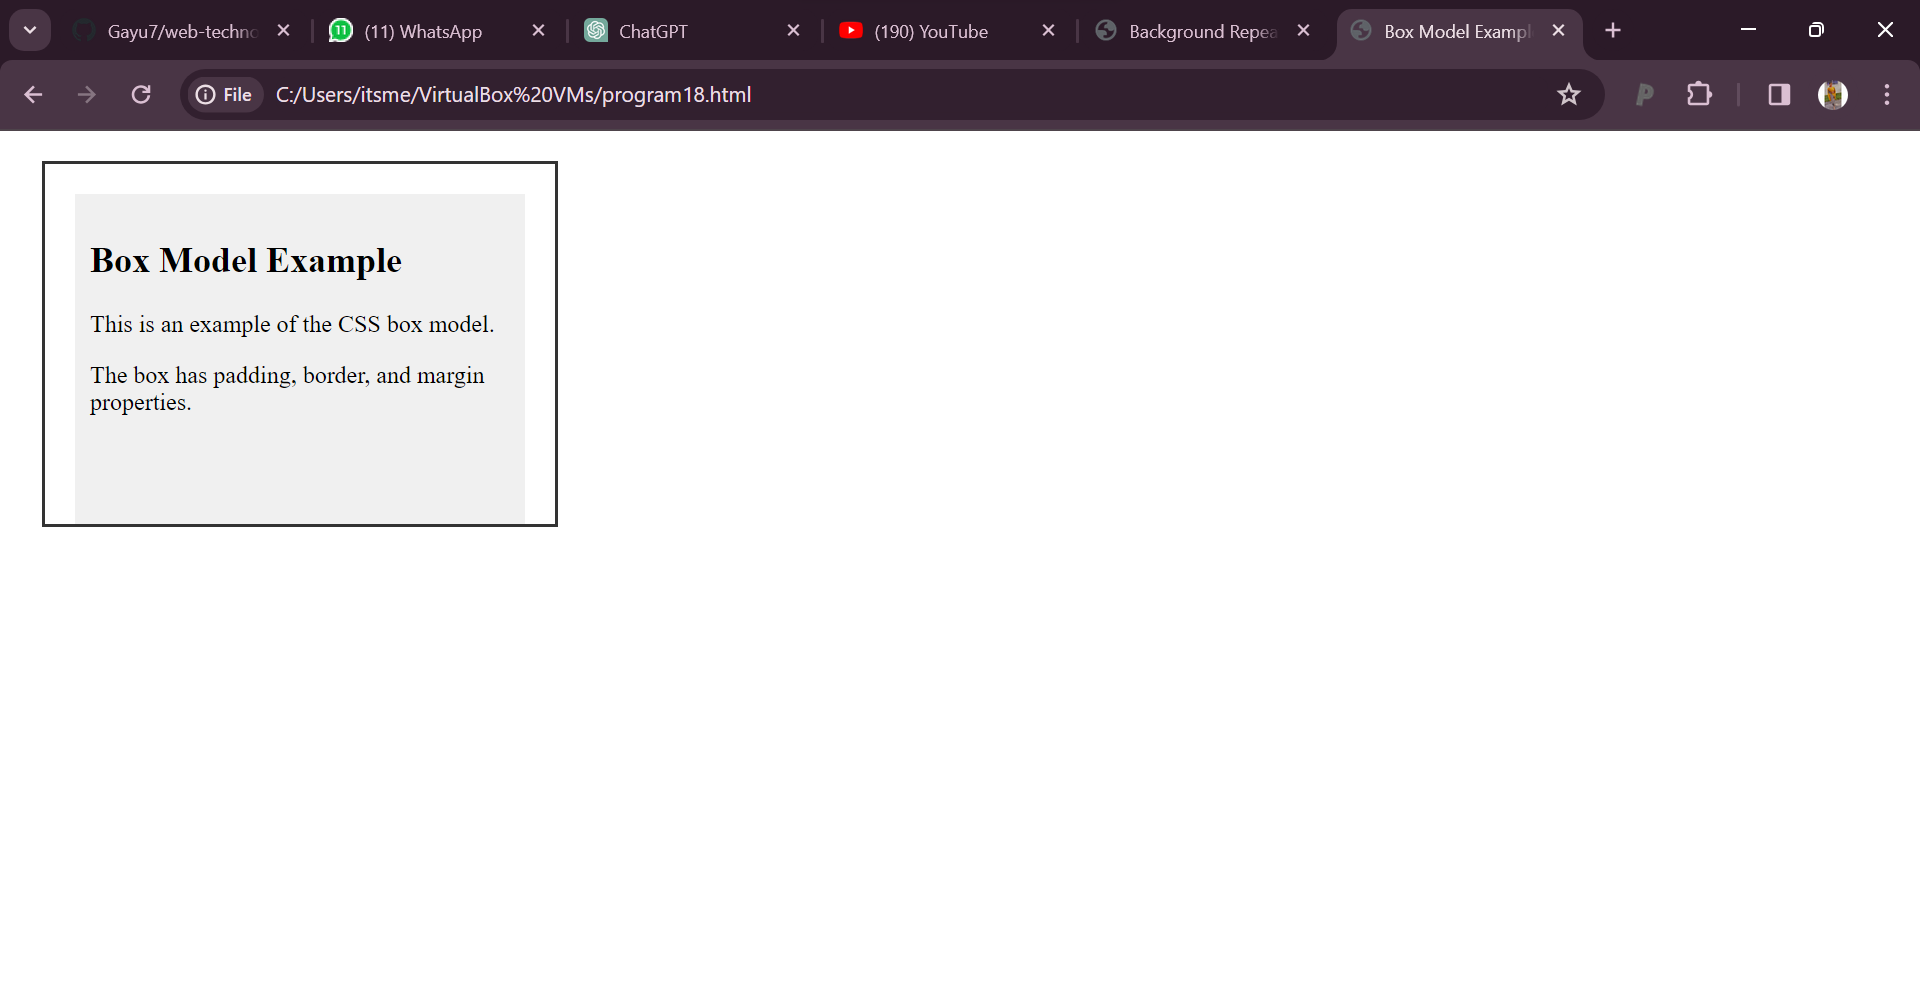 Gayu7/web-techno
11
(11) WhatsApp
ChatGPT
(190) YouTube
Background Repea
Box Model Exampl
File
C:/Users/itsme/VirtualBox%20VMs/program18.html
P
Box Model Example
This is an example of the CSS box model.
The box has padding, border, and margin
properties.